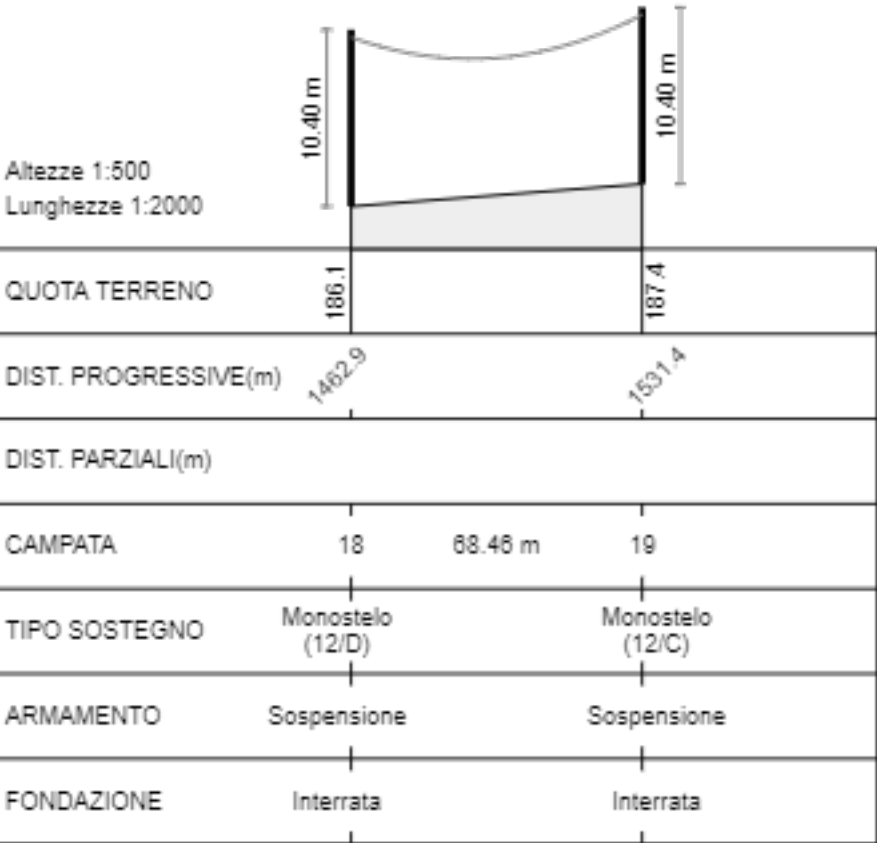 10.40 m
10.40 m
Altezze 1:500
Lunghezze 1:2000
QUOTA TERRENO 186.1 187.4
DIST. PROGRESSIVE(m) 1462.9 1531.4
DIST. PARZIALI(m)
CAMPATA 18 68.46 m 19
TIPO SOSTEGNO Monostelo Monostelo
(12/D) (12/C)
ARMAMENTO Sospensione Sospensione
FONDAZIONE Interrata Interrata